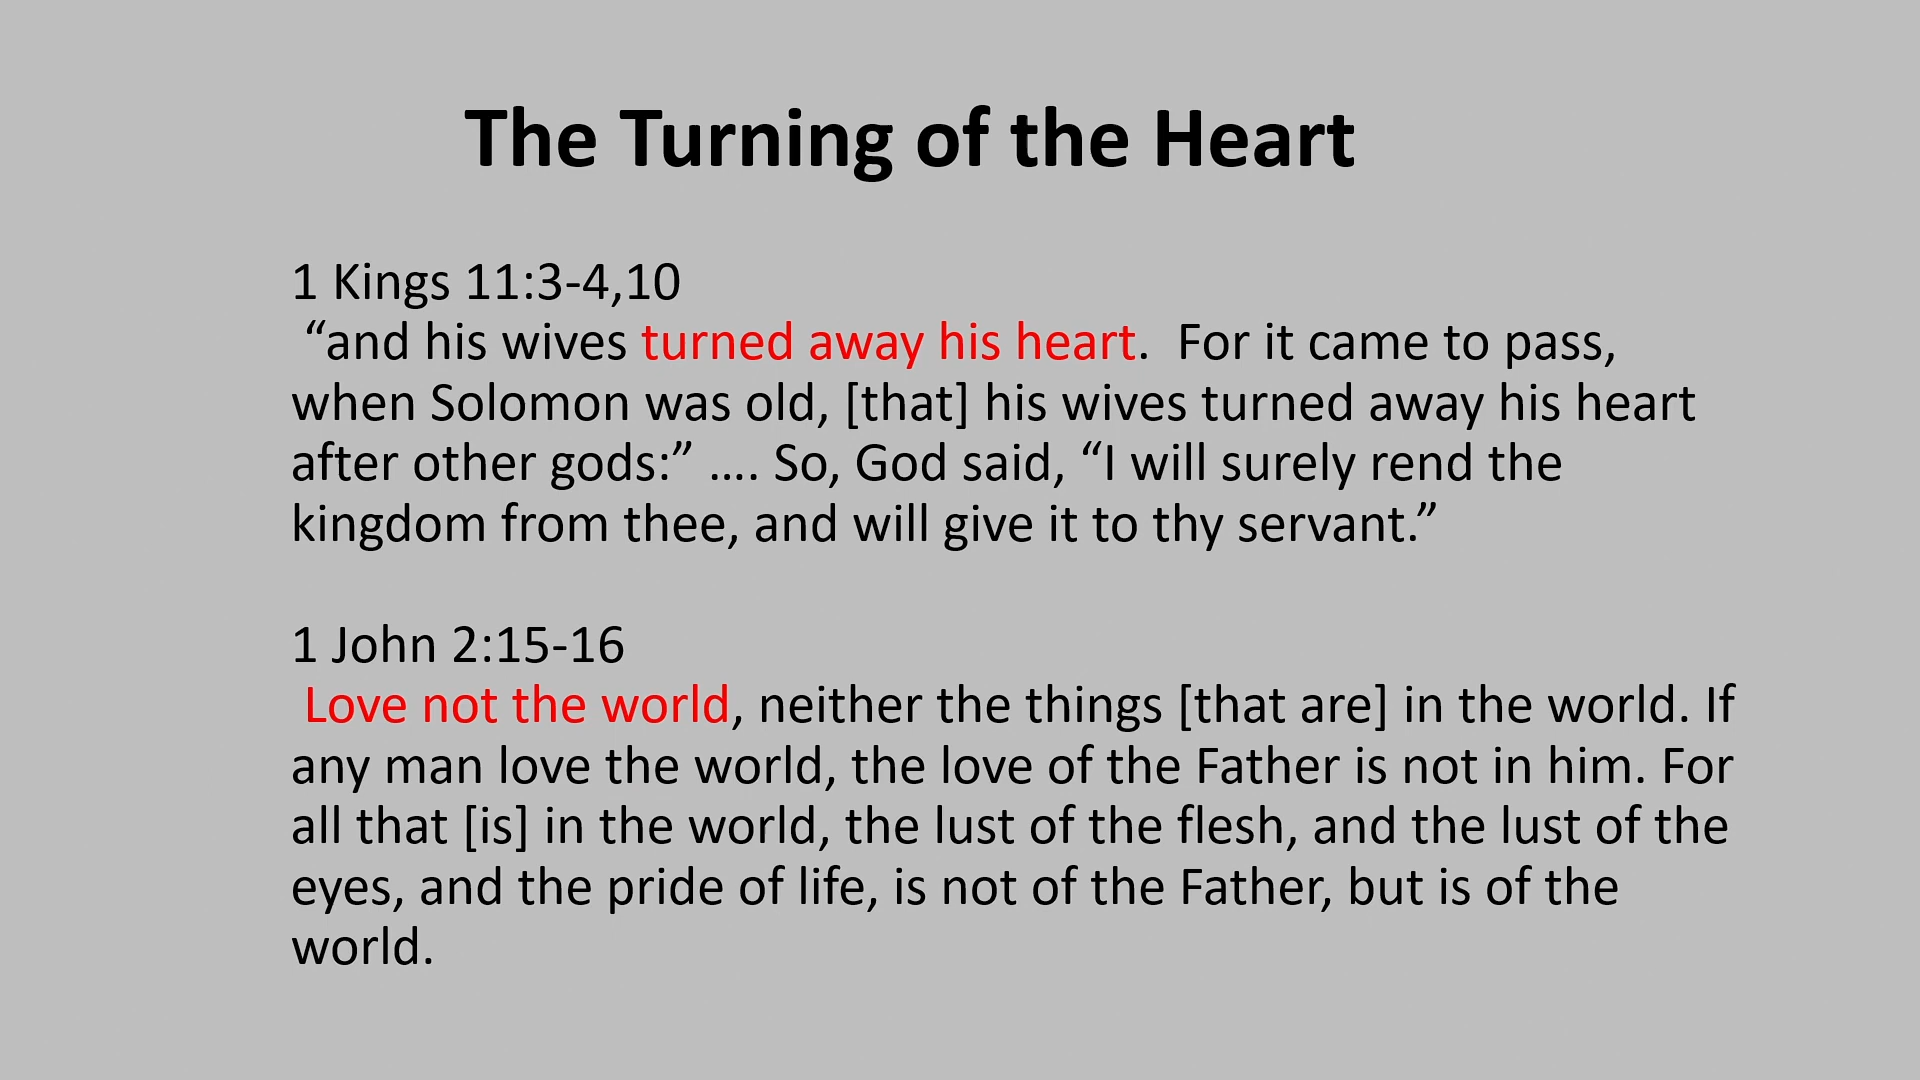 The Turning of the Heart
1 Kings 11:3-4,10
“and his wives turned away his heart.  For it came to pass,
when Solomon was old, [that] his wives turned away his heart
after other gods:” …. So, God said, “I will surely rend the
kingdom from thee, and will give it to thy servant.”
1 John 2:15-16
Love not the world, neither the things [that are] in the world. If
any man love the world, the love of the Father is not in him. For
all that [is] in the world, the lust of the flesh, and the lust of the
eyes, and the pride of life, is not of the Father, but is of the
world.